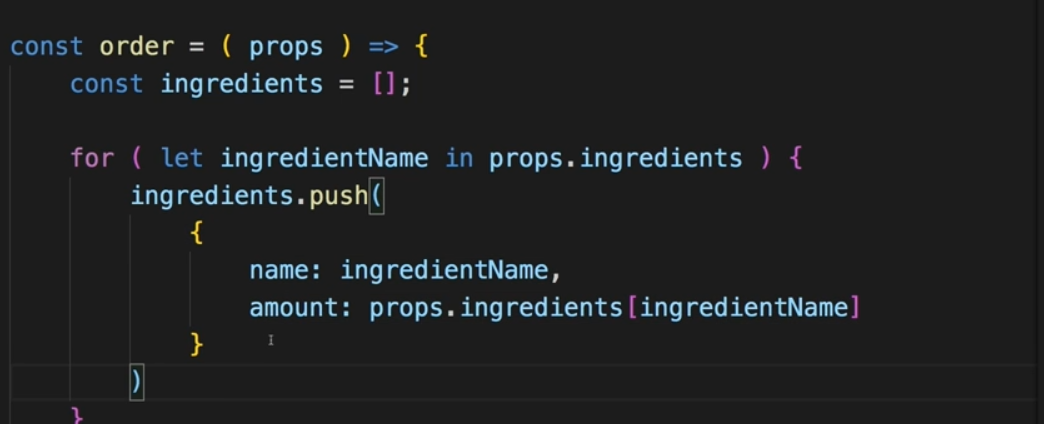 const order = ( props ) => {
const ingredients = [];
for ( let ingredientName in props.ingredients ) {
ingredients.push(
{
name: ingredientName,
amount: props.ingredients[ingredientName]
}
)
}